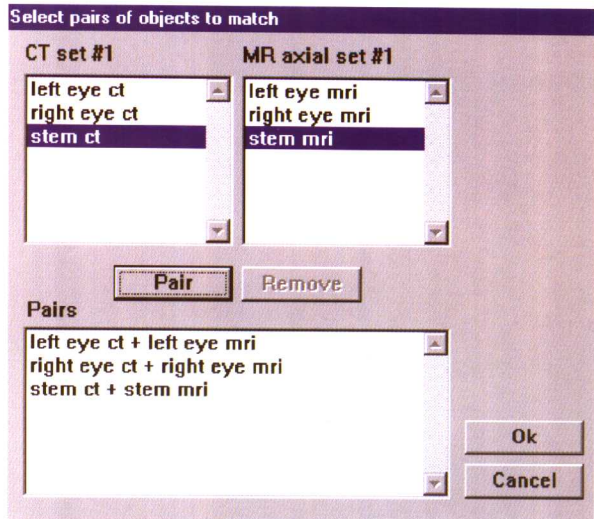 Select pairs of objects to match
CT set #1
MR axial set #1
left eye ct
right eye ct
stem ct
left eye mri
right eye mri
stem mri
Pair
Remove
Pairs
left eye ct + left eye mri
right eye ct + right eye mri
stem ct + stem mri
Ok
Cancel